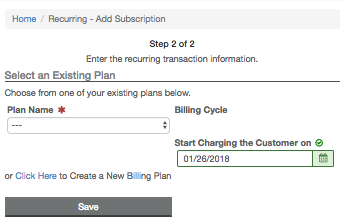 Home / Recurring - Add Subscription
Step 2 of 2
Enter the recurring transaction information.
Select an Existing Plan
Choose from one of your existing plans below.
Plan Name ✱ Billing Cycle
---
Start Charging the Customer on
01/26/2018
or Click Here to Create a New Billing Plan
Save